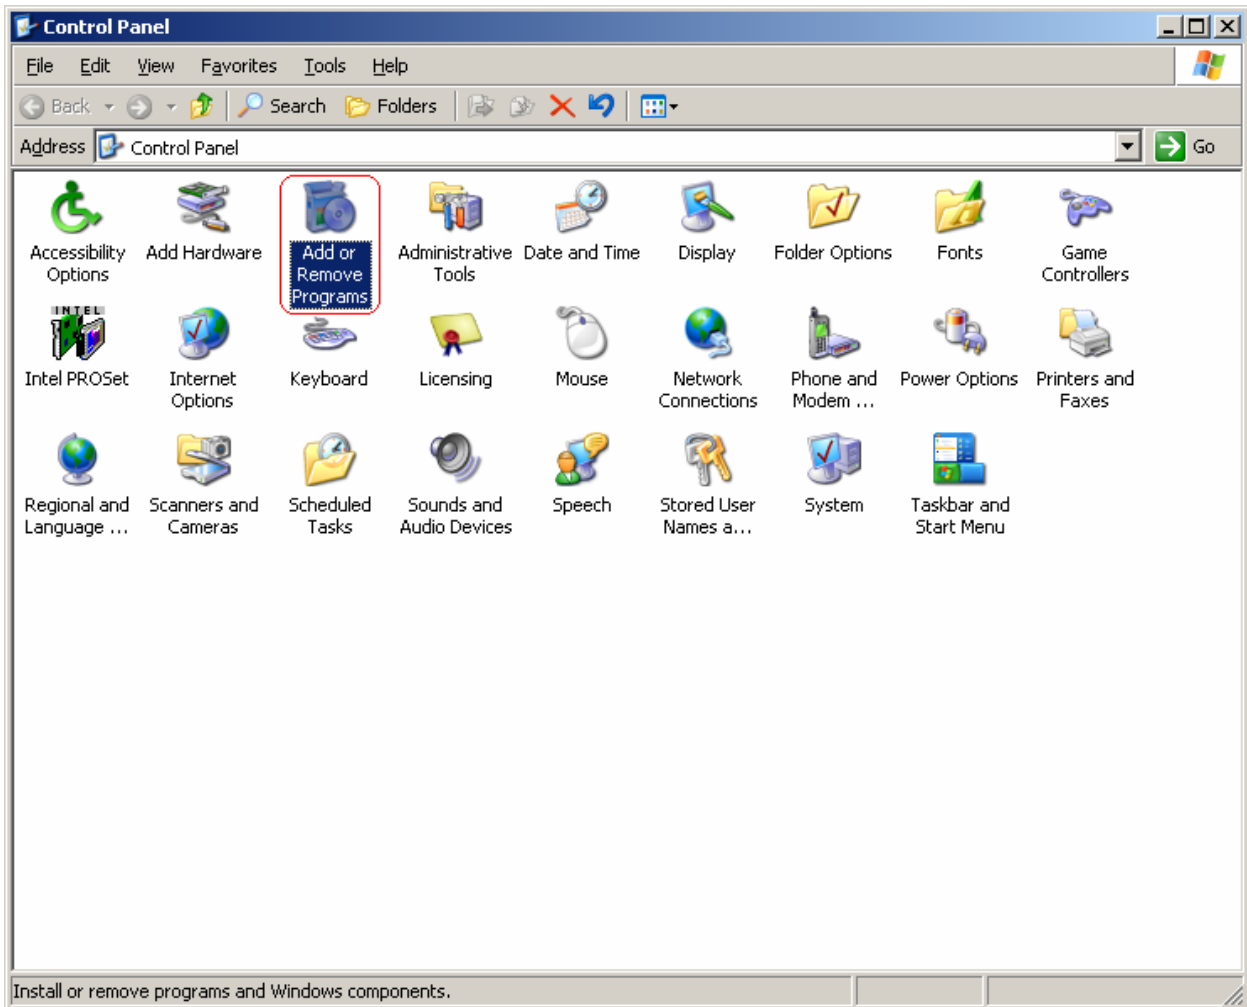 Control Panel
File Edit View Favorites Tools Help
Back Search Folders
Address Control Panel Go
Accessibility Options
Add Hardware
Add or Remove Programs
Administrative Tools
Date and Time
Display
Folder Options
Fonts
Game Controllers
INTEL
Intel PROSet
Internet Options
Keyboard
Licensing
Mouse
Network Connections
Phone and Modem ...
Power Options
Printers and Faxes
Regional and Language ...
Scanners and Cameras
Scheduled Tasks
Sounds and Audio Devices
Speech
Stored User Names a...
System
Taskbar and Start Menu
Install or remove programs and Windows components.